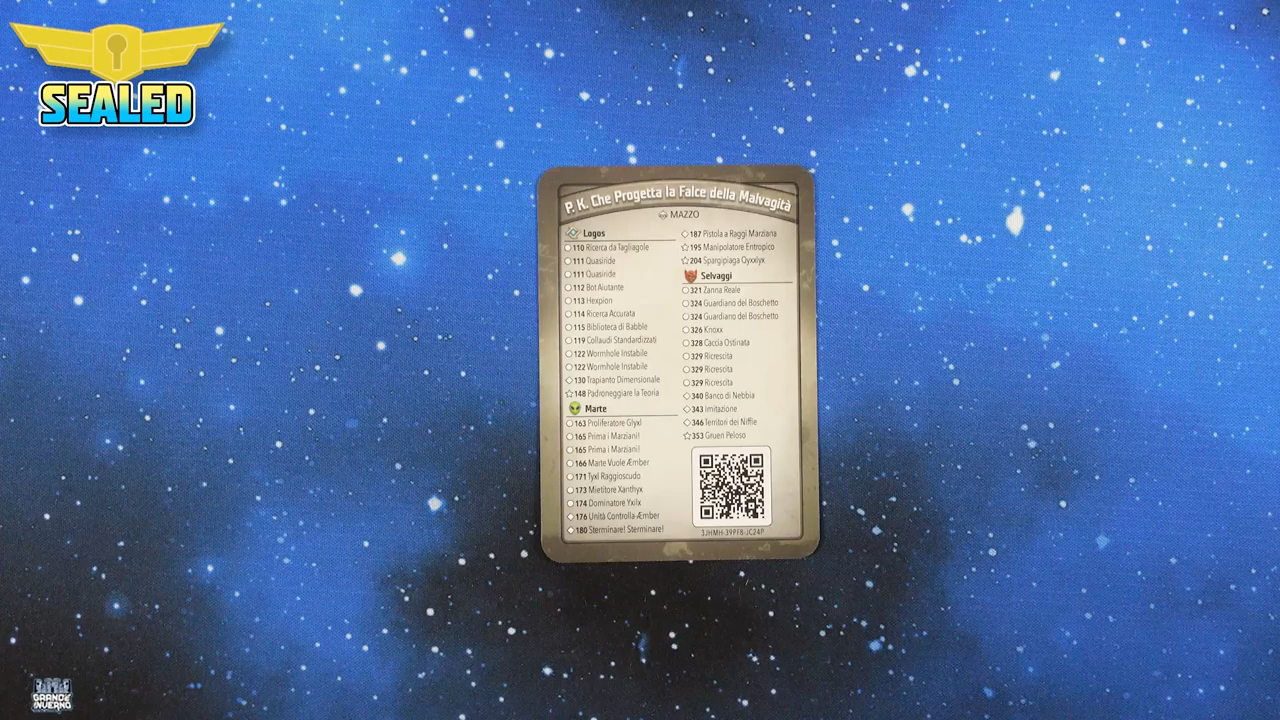 SEALED
P. K. Che Progetta la Falce della Malvagità
MAZZO
Logos
110 Ricerca da Tagliagole
111 Quasiride
111 Quasiride
112 Bot Aiutante
113 Hexpion
114 Ricerca Accurata
115 Biblioteca di Babble
119 Collaudi Standardizzati
122 Wormhole Instabile
122 Wormhole Instabile
130 Trapianto Dimensionale
148 Padroneggiare la Teoria
Marte
163 Proliferatore Glyxl
165 Prima i Marziani!
165 Prima i Marziani!
166 Marte Vuole Æmber
171 Tyxl Raggioscudo
173 Mietitore Xanthyx
174 Dominatore Yxilx
176 Unità Controlla Æmber
180 Sterminare! Sterminare!
187 Pistola a Raggi Marziana
195 Manipolatore Entropico
204 Spargipiaga Qyxxlyx
Selvaggi
321 Zanna Reale
324 Guardiano del Boschetto
324 Guardiano del Boschetto
326 Knoxx
328 Caccia Ostinata
329 Ricrescita
329 Ricrescita
329 Ricrescita
340 Banco di Nebbia
343 Imitazione
346 Territori dei Niffle
353 Gruen Peloso
3JHMH-39PF8-JC24P
GRANDE
INVERNO